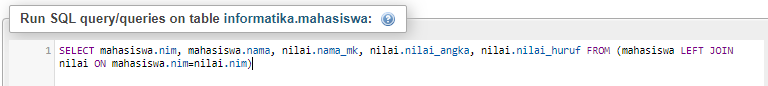 Run SQL query/queries on table informatika.mahasiswa:
1 SELECT mahasiswa.nim, mahasiswa.nama, nilai.nama_mk, nilai.nilai_angka, nilai.nilai_huruf FROM (mahasiswa LEFT JOIN
nilai ON mahasiswa.nim=nilai.nim)